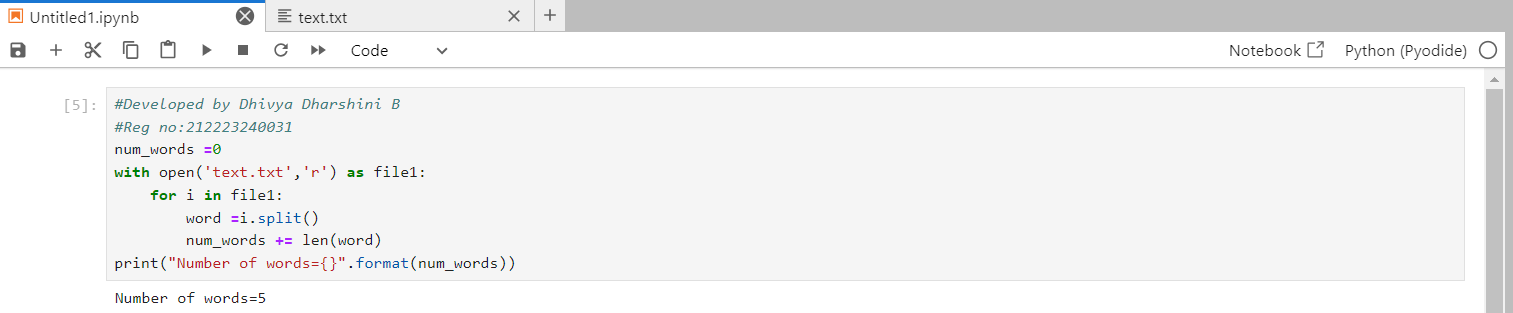 Untitled1.ipynb
text.txt
Code
Notebook
Python (Pyodide)
[5]:
#Developed by Dhivya Dharshini B
#Reg no:212223240031
num_words =0
with open('text.txt','r') as file1:
    for i in file1:
        word =i.split()
        num_words += len(word)
print("Number of words={}".format(num_words))
Number of words=5